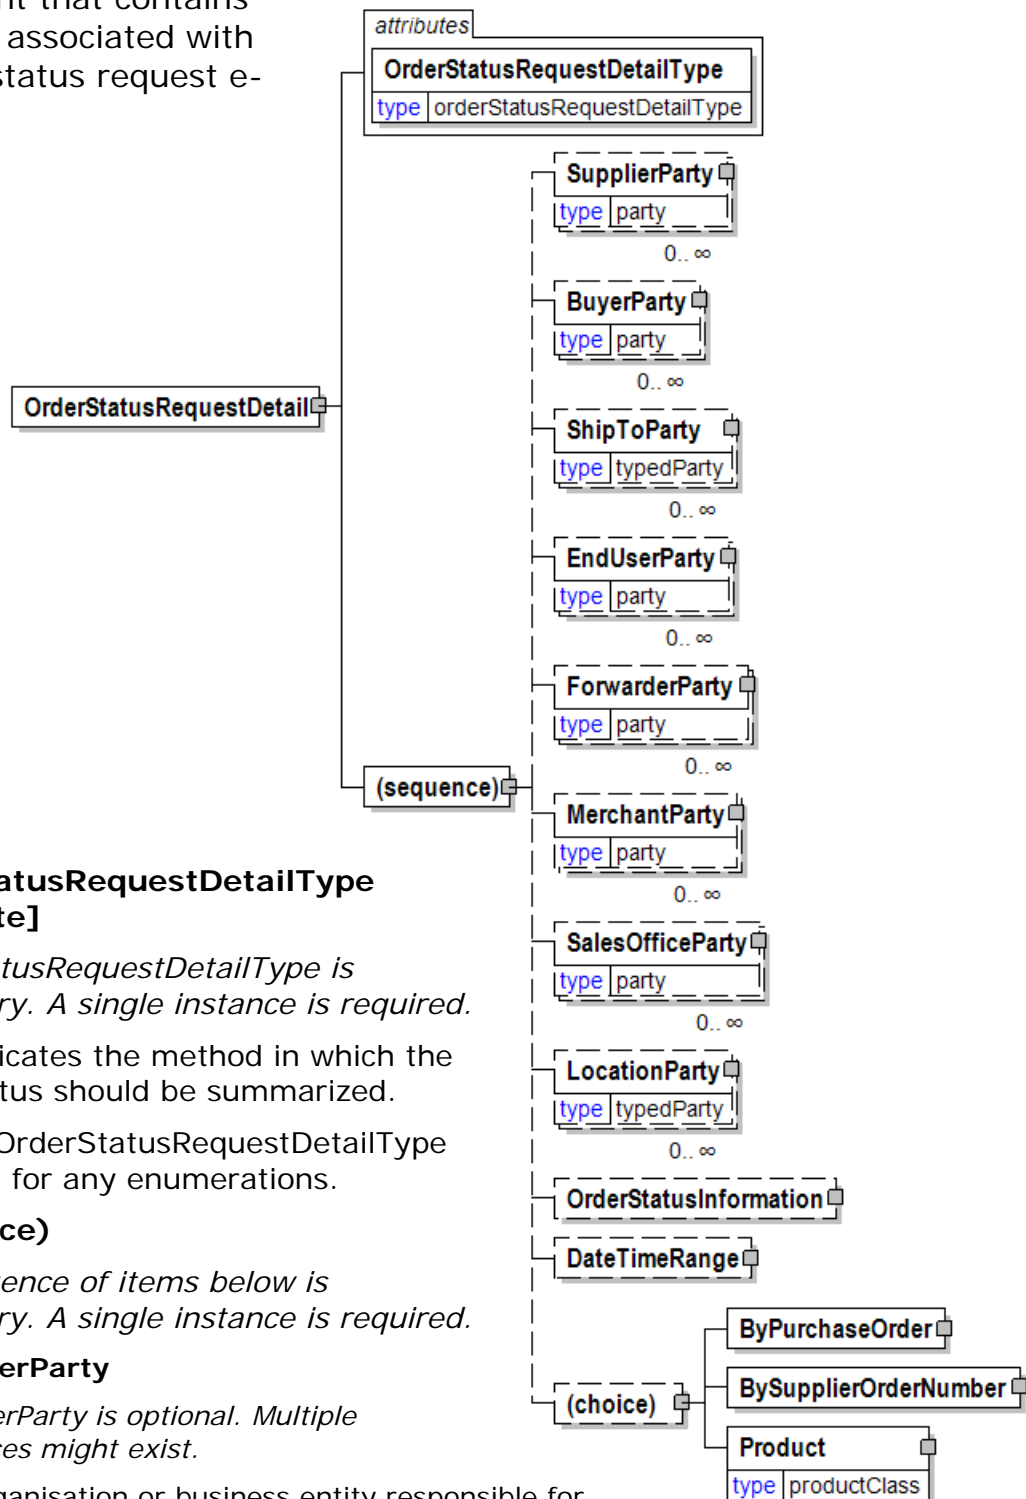 nt that contains
associated with
status request e-
attributes
OrderStatusRequestDetailType
type orderStatusRequestDetailType
SupplierParty
type party
0.. ∞
BuyerParty
type party
0.. ∞
OrderStatusRequestDetail
ShipToParty
type typedParty
0.. ∞
EndUserParty
type party
0.. ∞
ForwarderParty
type party
0.. ∞
(sequence)
MerchantParty
type party
0.. ∞
SalesOfficeParty
type party
0.. ∞
LocationParty
type typedParty
0.. ∞
OrderStatusInformation
DateTimeRange
(choice)
ByPurchaseOrder
BySupplierOrderNumber
Product
type productClass
atusRequestDetailType
te]
tusRequestDetailType is
ry. A single instance is required.
icates the method in which the
tus should be summarized.
OrderStatusRequestDetailType
for any enumerations.
ce)
ence of items below is
ry. A single instance is required.
erParty
erParty is optional. Multiple
ces might exist.
ganisation or business entity responsible for